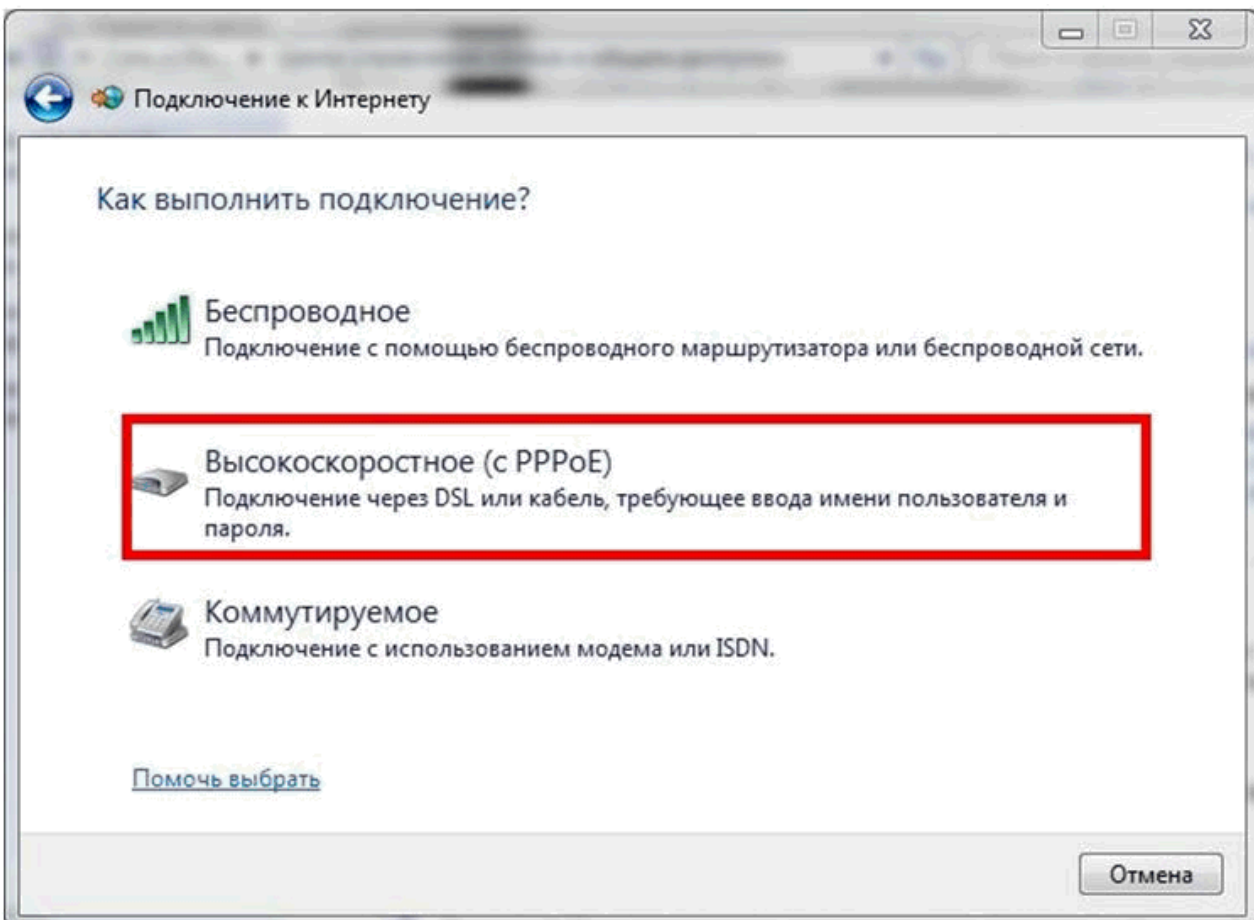 Подключение к Интернету
Как выполнить подключение?
Беспроводное
Подключение с помощью беспроводного маршрутизатора или беспроводной сети.
Высокоскоростное (с PPPoE)
Подключение через DSL или кабель, требующее ввода имени пользователя и
пароля.
Коммутируемое
Подключение с использованием модема или ISDN.
Помочь выбрать
Отмена